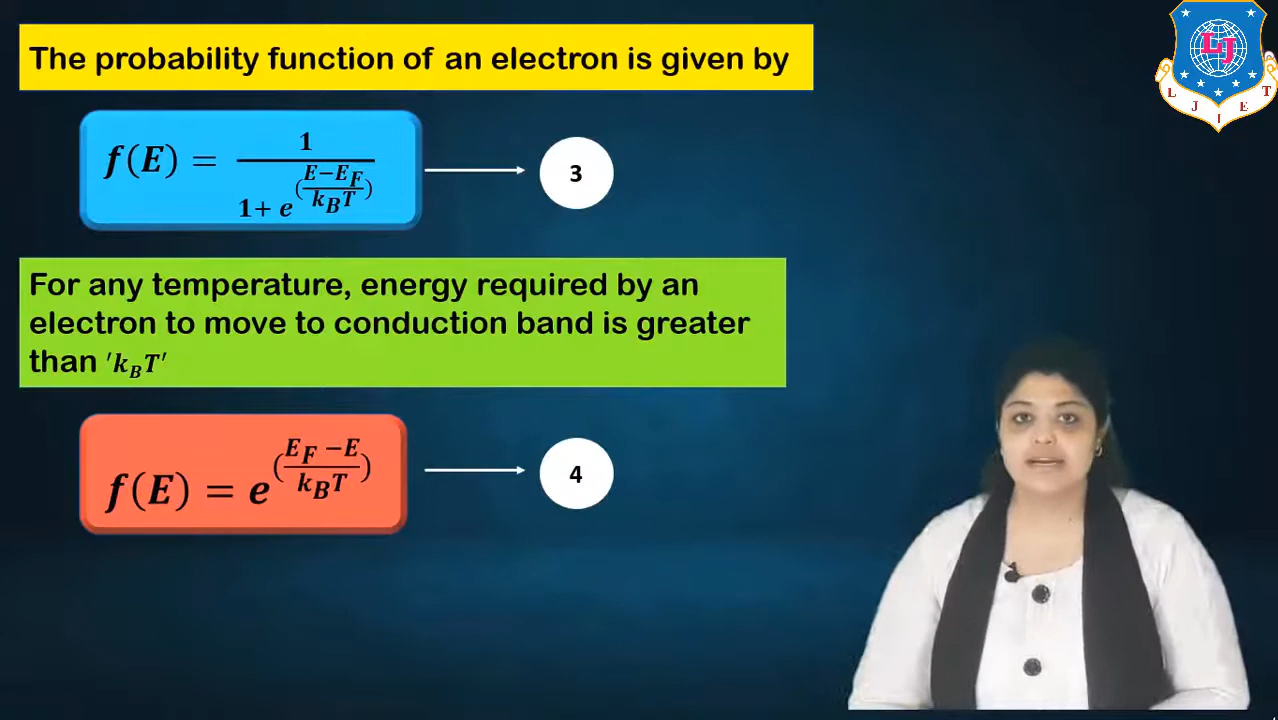 The probability function of an electron is given by
f(E) = 1 / 1+ e^((E−E_F)/(k_B T))
3
For any temperature, energy required by an
electron to move to conduction band is greater
than 'k_B T'
f(E) = e^((E_F −E)/(k_B T))
4
LJ
L J I E T